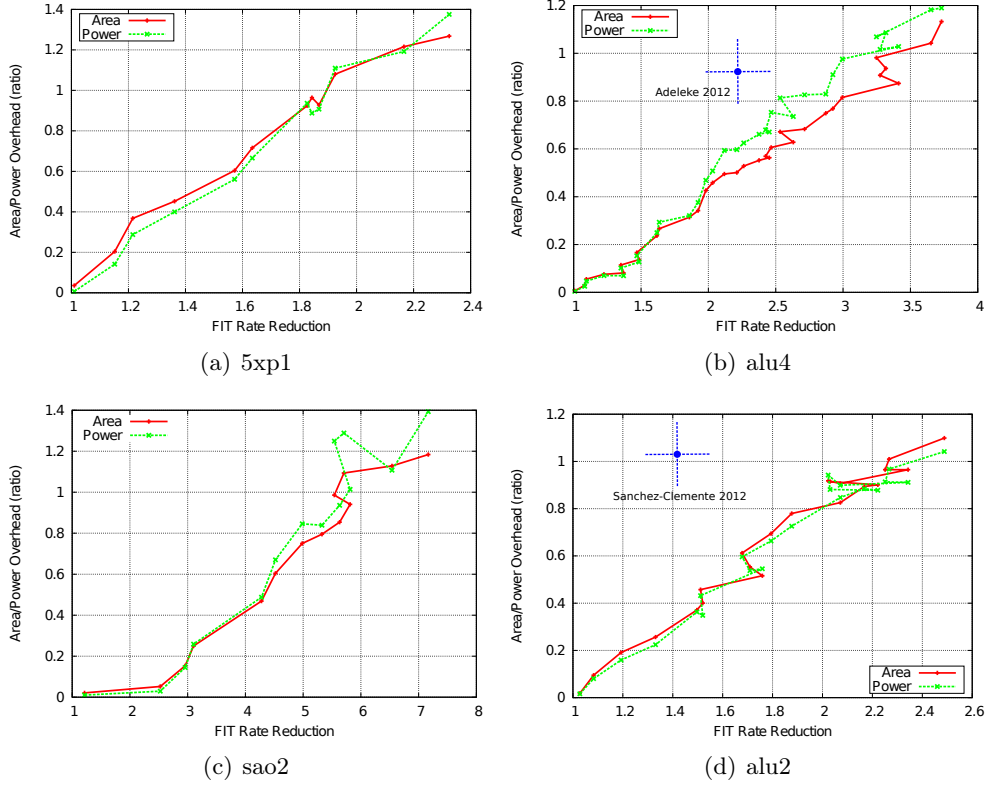 Area/Power Overhead (ratio)
1.4
1.2
1
0.8
0.6
0.4
0.2
0
Area
Power
1 1.2 1.4 1.6 1.8 2 2.2 2.4
FIT Rate Reduction
(a) 5xp1
Area/Power Overhead (ratio)
1.2
1
0.8
0.6
0.4
0.2
0
Area
Power
Adeleke 2012
1 1.5 2 2.5 3 3.5 4
FIT Rate Reduction
(b) alu4
Area/Power Overhead (ratio)
1.4
1.2
1
0.8
0.6
0.4
0.2
0
Area
Power
1 2 3 4 5 6 7 8
FIT Rate Reduction
(c) sao2
Area/Power Overhead (ratio)
1.2
1
0.8
0.6
0.4
0.2
0
Sanchez-Clemente 2012
Area
Power
1 1.2 1.4 1.6 1.8 2 2.2 2.4 2.6
FIT Rate Reduction
(d) alu2